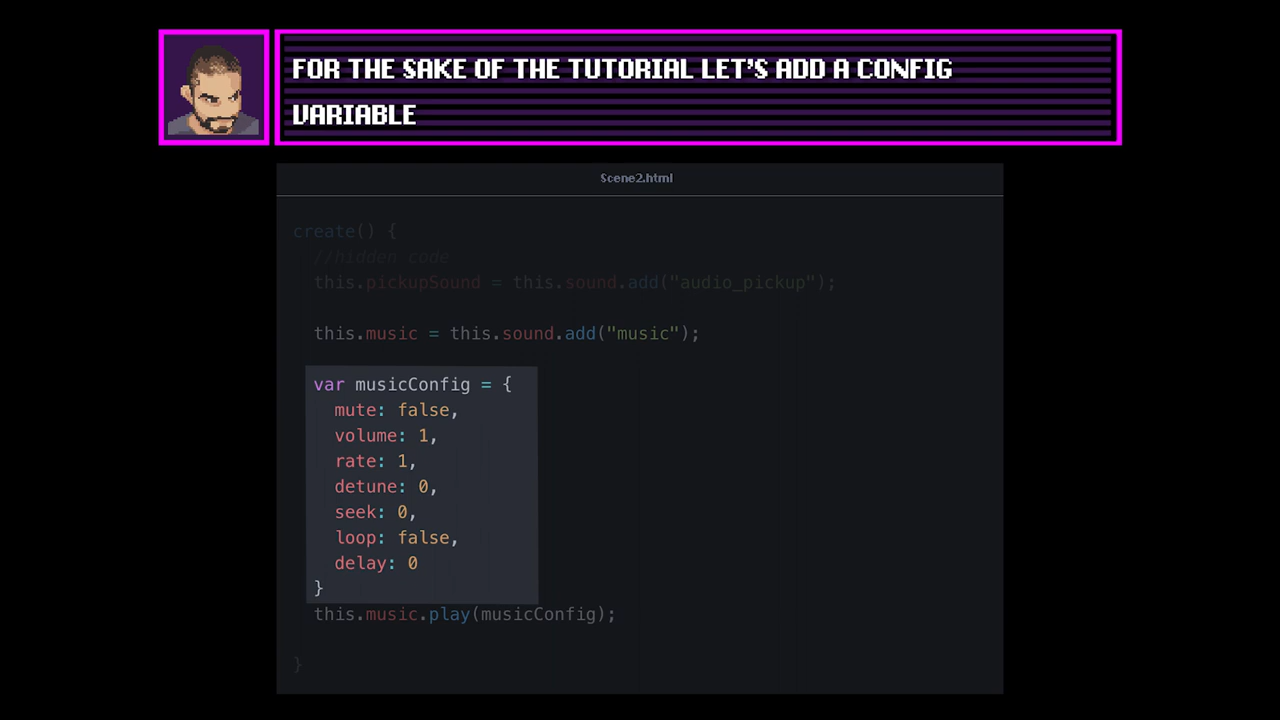 FOR THE SAKE OF THE TUTORIAL LET'S ADD A CONFIG
VARIABLE
Scene2.html
create() {
//hidden code
this.pickupSound = this.sound.add("audio_pickup");
this.music = this.sound.add("music");
var musicConfig = {
mute: false,
volume: 1,
rate: 1,
detune: 0,
seek: 0,
loop: false,
delay: 0
}
this.music.play(musicConfig);
}